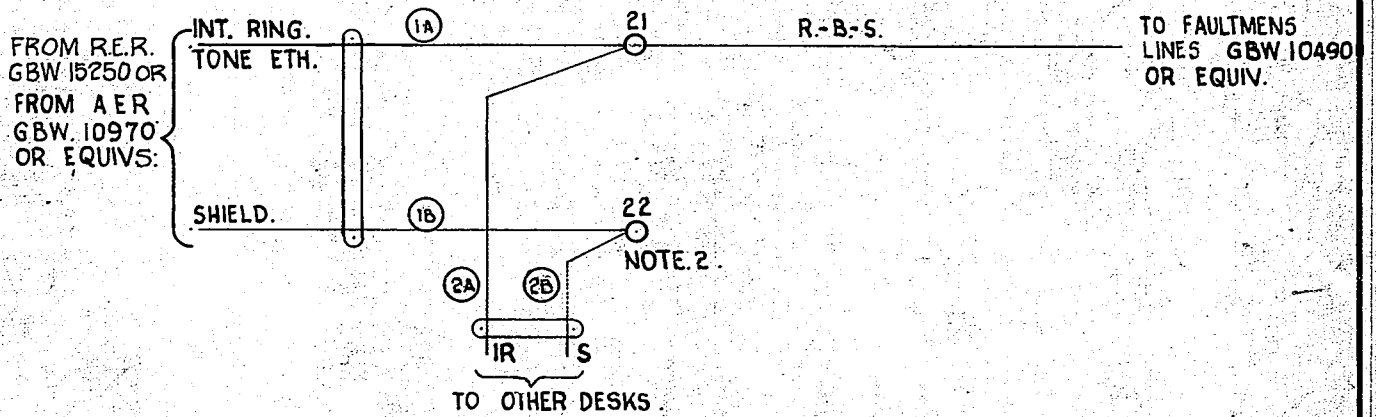 FROM R.E.R.
GBW 15250 OR
FROM A E R
GBW. 10970
OR EQUIVS:
INT. RING.
TONE ETH.
1A
21
R.-B-S.
TO FAULTMENS
LINES GBW 10490
OR EQUIV.
SHIELD.
1B
22
NOTE.2.
2A
2B
IR
S
TO OTHER DESKS.